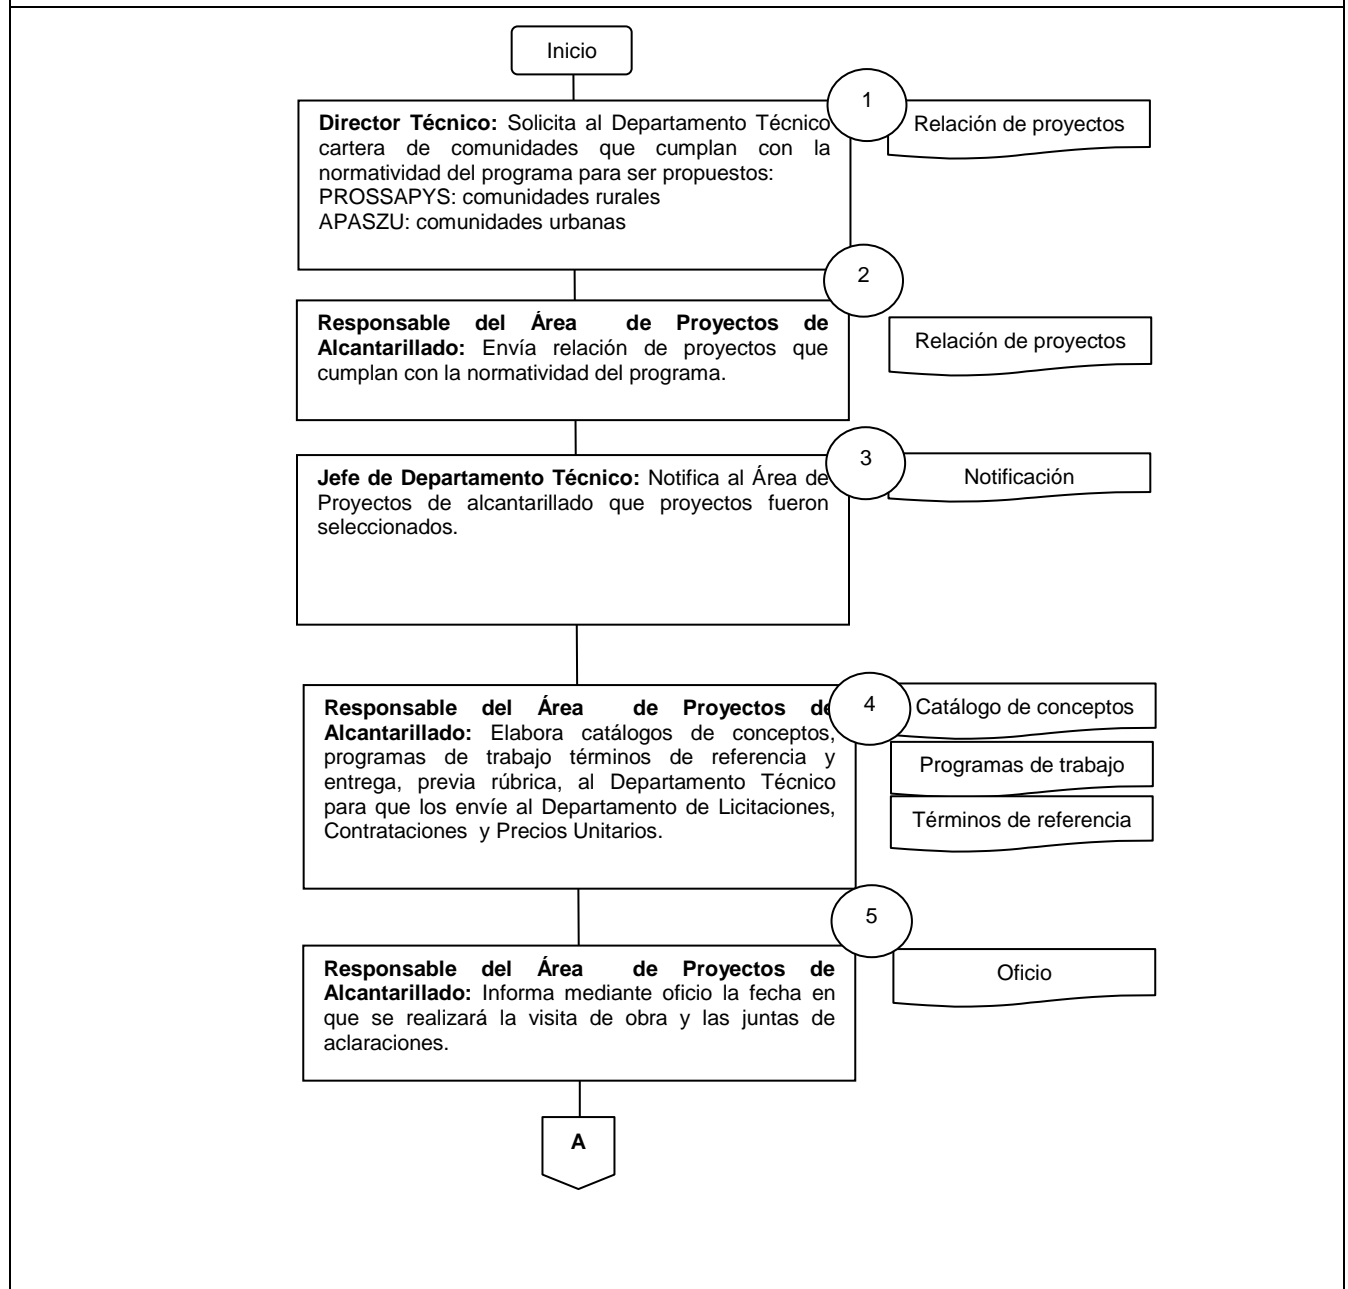 Inicio
1
Director Técnico: Solicita al Departamento Técnico
cartera de comunidades que cumplan con la
normatividad del programa para ser propuestos:
PROSSAPYS: comunidades rurales
APASZU: comunidades urbanas
Relación de proyectos
2
Responsable del Área de Proyectos de
Alcantarillado: Envía relación de proyectos que
cumplan con la normatividad del programa.
Relación de proyectos
3
Jefe de Departamento Técnico: Notifica al Área de
Proyectos de alcantarillado que proyectos fueron
seleccionados.
Notificación
4
Responsable del Área de Proyectos de
Alcantarillado: Elabora catálogos de conceptos,
programas de trabajo términos de referencia y
entrega, previa rúbrica, al Departamento Técnico
para que los envíe al Departamento de Licitaciones,
Contrataciones y Precios Unitarios.
Catálogo de conceptos
Programas de trabajo
Términos de referencia
5
Responsable del Área de Proyectos de
Alcantarillado: Informa mediante oficio la fecha en
que se realizará la visita de obra y las juntas de
aclaraciones.
Oficio
A